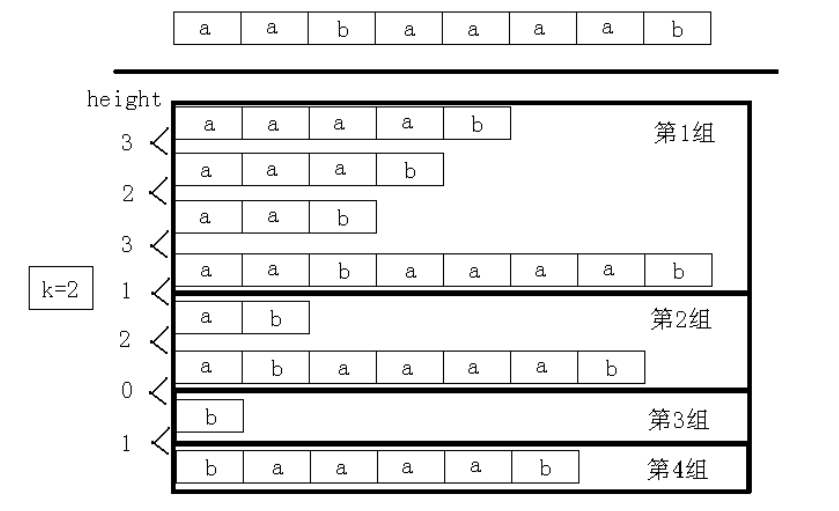 a a b a a a a b
height
a a a a b 第1组
3
a a a b
2
a a b
3
a a b a a a a b
k=2 1
a b 第2组
2
a b a a a a b
0
b 第3组
1
b a a a a b 第4组